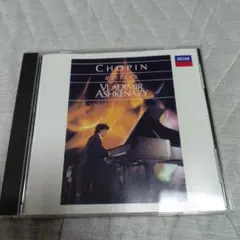 CHOPIN
VLADIMIR
ASHKENAZY
DECCA